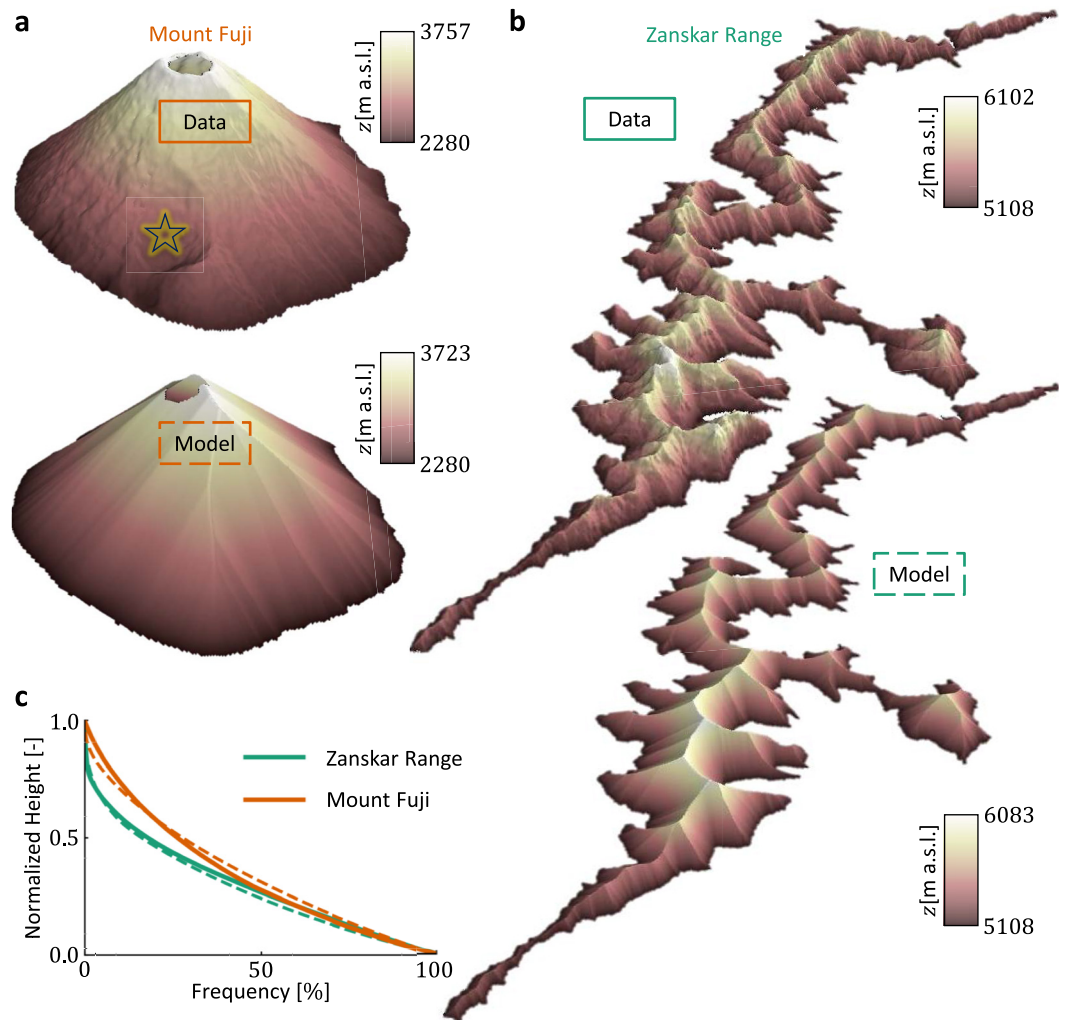 a
Mount Fuji
Data
z[m a.s.l.]
3757
2280
Model
z[m a.s.l.]
3723
2280
b
Zanskar Range
Data
z[m a.s.l.]
6102
5108
Model
z[m a.s.l.]
6083
5108
c
Normalized Height [-]
1.0
0.5
0.0
0
50
100
Frequency [%]
Zanskar Range
Mount Fuji